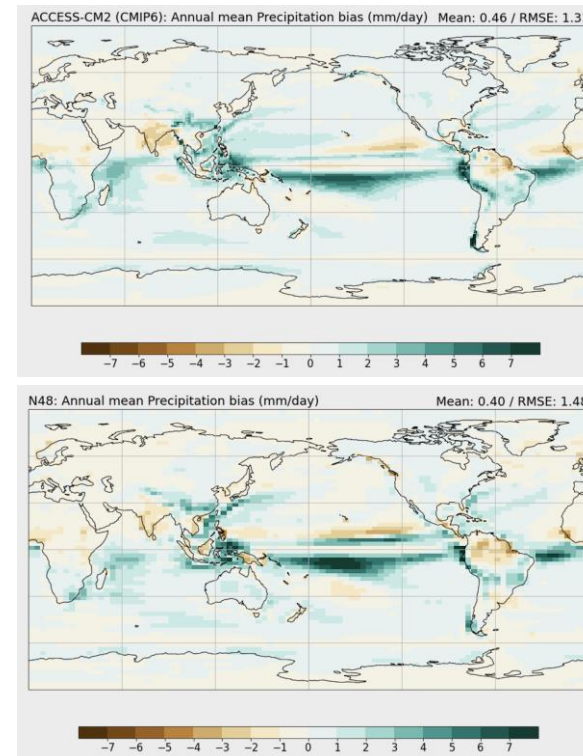 ACCESS-CM2 (CMIP6): Annual mean Precipitation bias (mm/day) Mean: 0.46 / RMSE: 1.3
−7 −6 −5 −4 −3 −2 −1 0 1 2 3 4 5 6 7
N48: Annual mean Precipitation bias (mm/day) Mean: 0.40 / RMSE: 1.48
−7 −6 −5 −4 −3 −2 −1 0 1 2 3 4 5 6 7